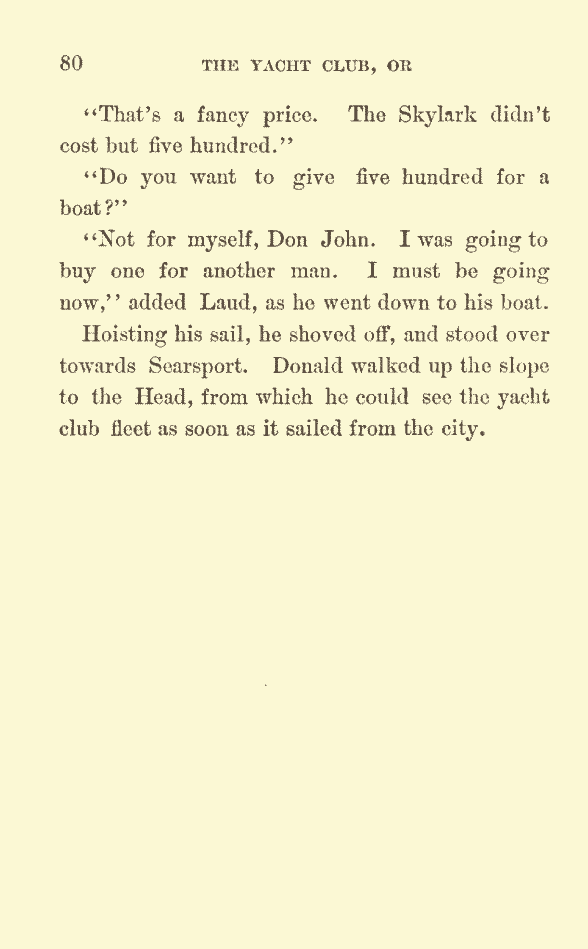 80 THE YACHT CLUB, OR
“That’s a fancy price. The Skylark didn’t
cost but five hundred.”
“Do you want to give five hundred for a
boat?”
“Not for myself, Don John. I was going to
buy one for another man. I must be going
now,” added Laud, as he went down to his boat.
Hoisting his sail, he shoved off, and stood over
towards Searsport. Donald walked up the slope
to the Head, from which he could see the yacht
club fleet as soon as it sailed from the city.